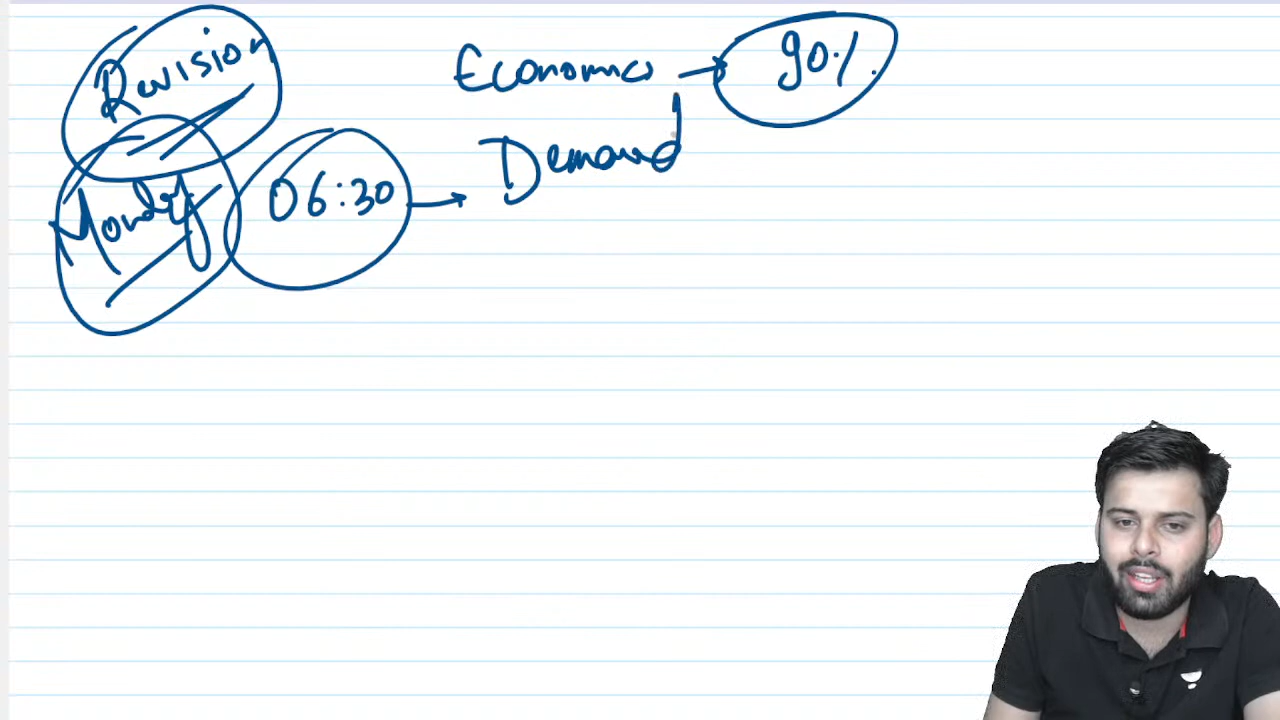 Revision
Economics → 90%.
Demand
Monday 06:30 →